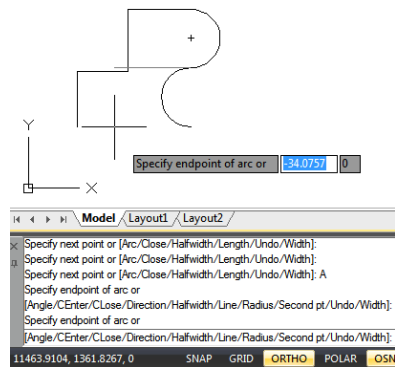 Y
Specify endpoint of arc or -34.0757 0
X
Model Layout1 Layout2
Specify next point or [Arc/Close/Halfwidth/Length/Undo/Width]:
Specify next point or [Arc/Close/Halfwidth/Length/Undo/Width]:
Specify next point or [Arc/Close/Halfwidth/Length/Undo/Width]: A
Specify endpoint of arc or
[Angle/CEnter/CLose/Direction/Halfwidth/Line/Radius/Second pt/Undo/Width]:
Specify endpoint of arc or
[Angle/CEnter/CLose/Direction/Halfwidth/Line/Radius/Second pt/Undo/Width]:
11463.9104, 1361.8267, 0 SNAP GRID ORTHO POLAR OSN